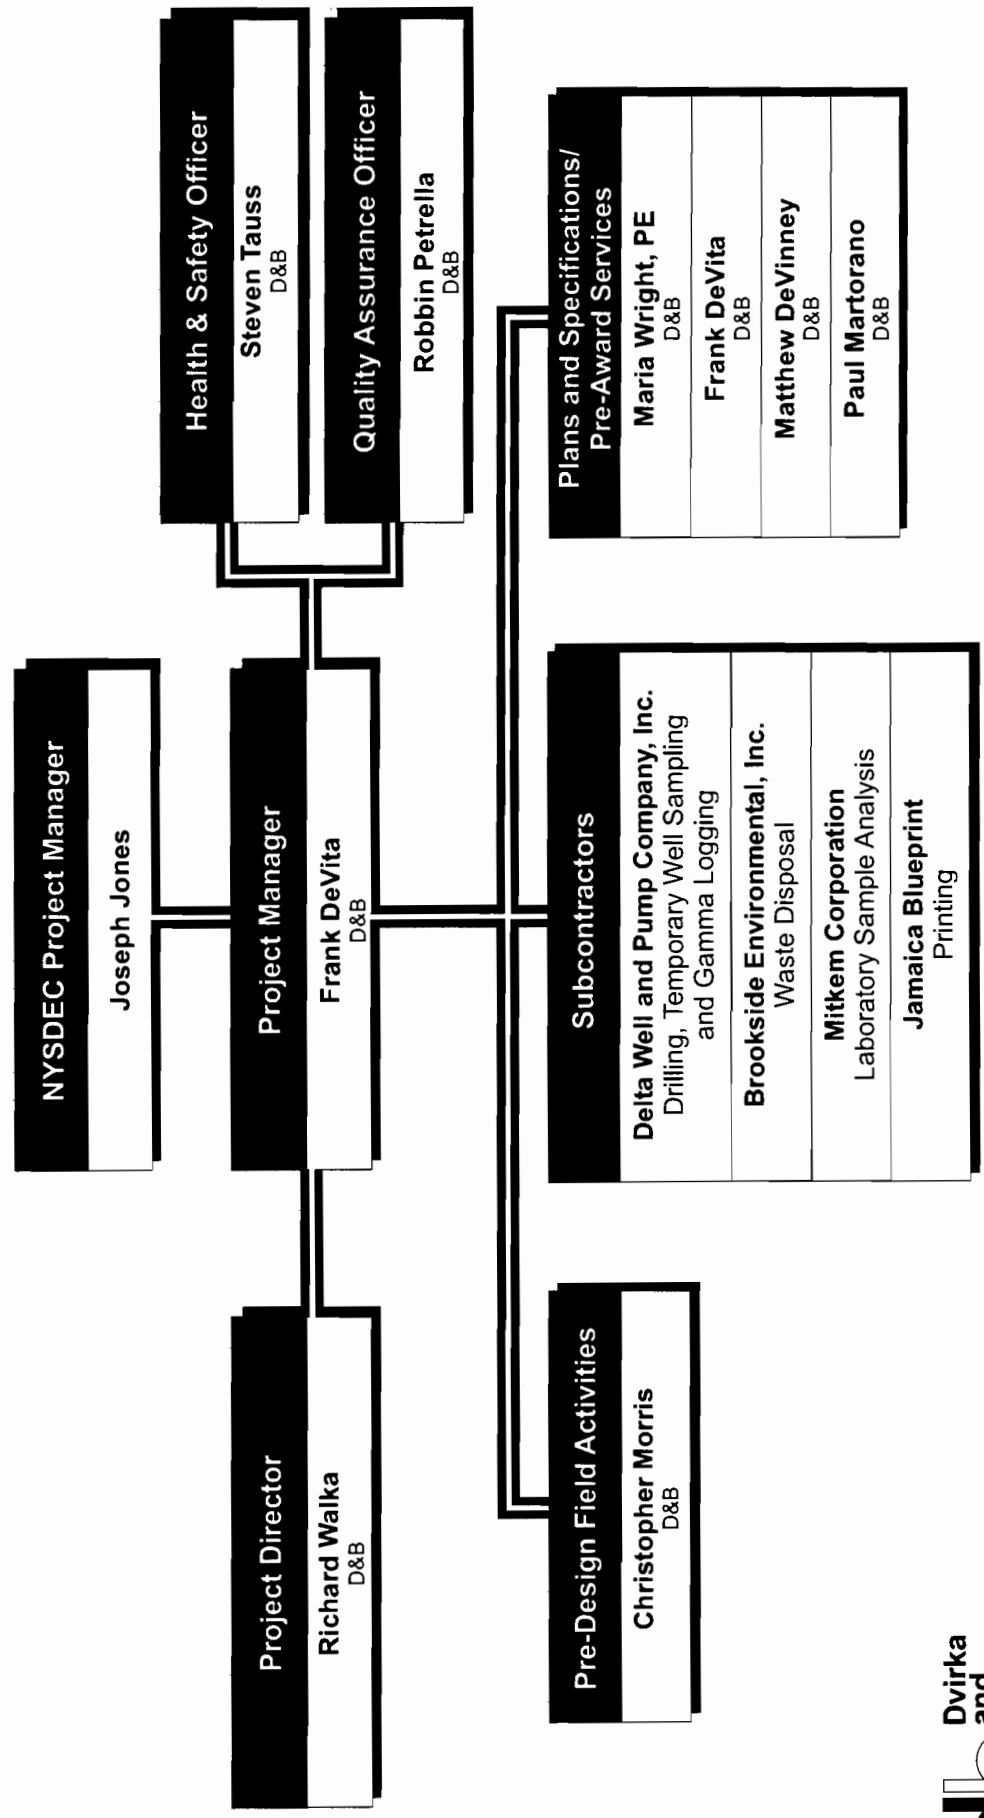 NYSDEC Project Manager
Joseph Jones
Project Director
Richard Walka
D&B
Project Manager
Frank DeVita
D&B
Health & Safety Officer
Steven Tauss
D&B
Quality Assurance Officer
Robbin Petrella
D&B
Pre-Design Field Activities
Christopher Morris
D&B
Subcontractors
Delta Well and Pump Company, Inc.
Drilling, Temporary Well Sampling
and Gamma Logging
Brookside Environmental, Inc.
Waste Disposal
Mitkem Corporation
Laboratory Sample Analysis
Jamaica Blueprint
Printing
Plans and Specifications/
Pre-Award Services
Maria Wright, PE
D&B
Frank DeVita
D&B
Matthew DeVinney
D&B
Paul Martorano
D&B
Dvirka
and